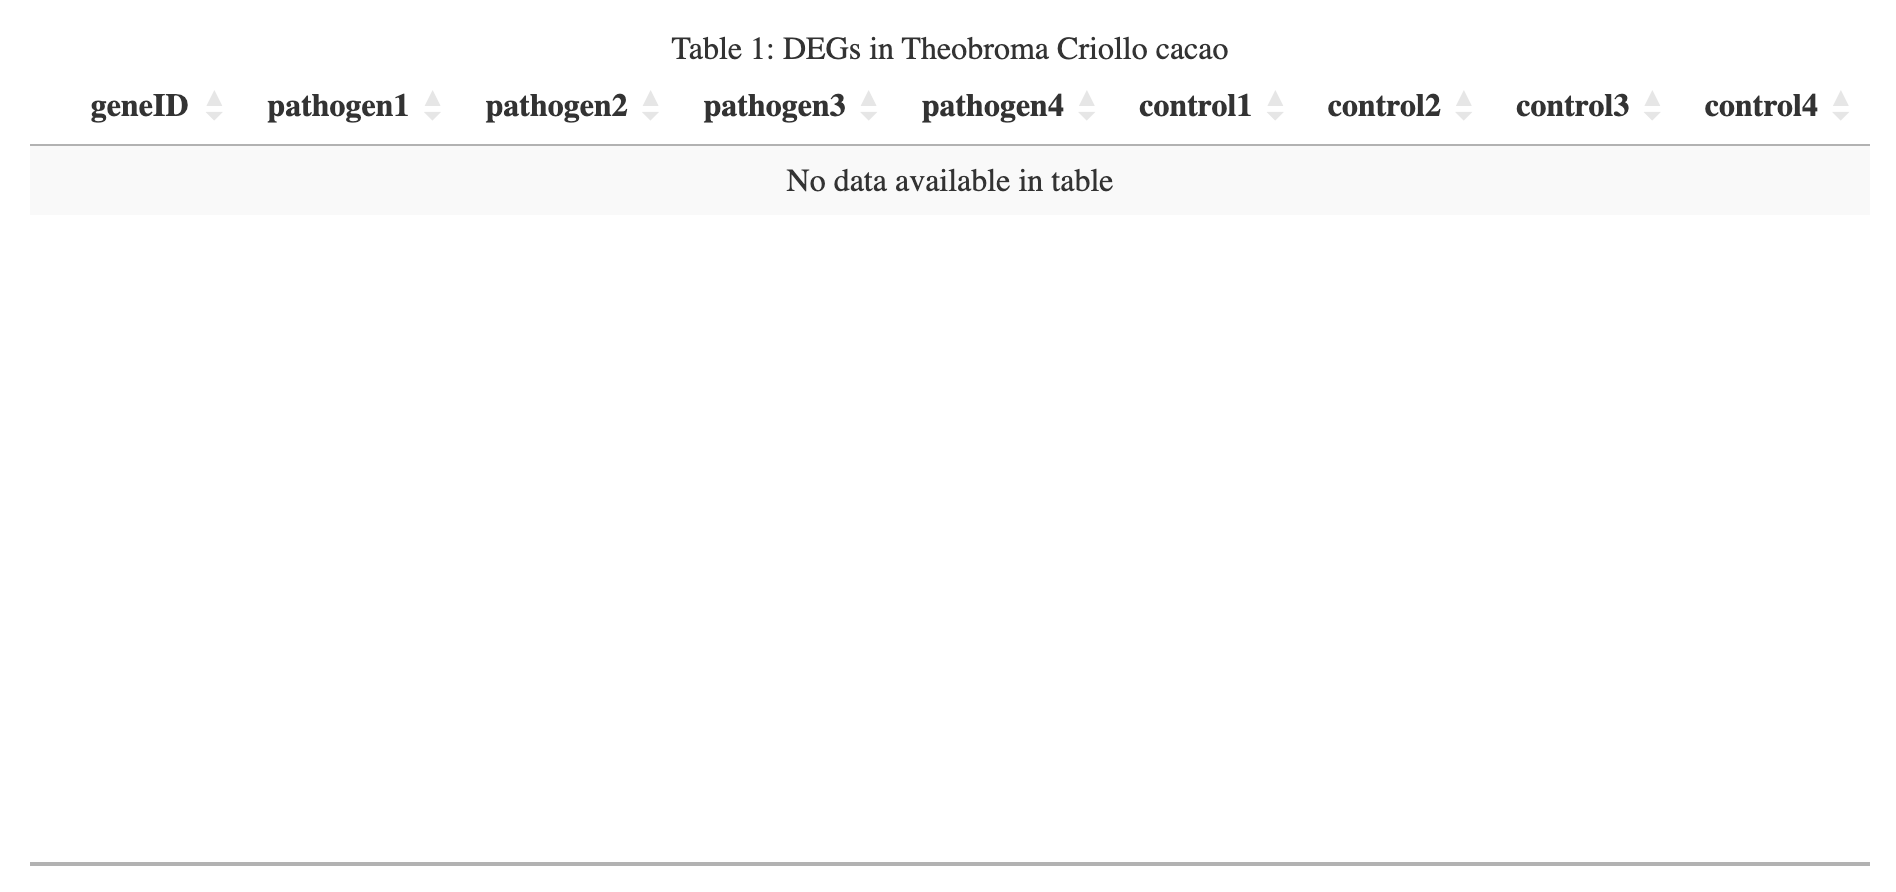 Table 1: DEGs in Theobroma Criollo cacao
geneID pathogen1 pathogen2 pathogen3 pathogen4 control1 control2 control3 control4
No data available in table